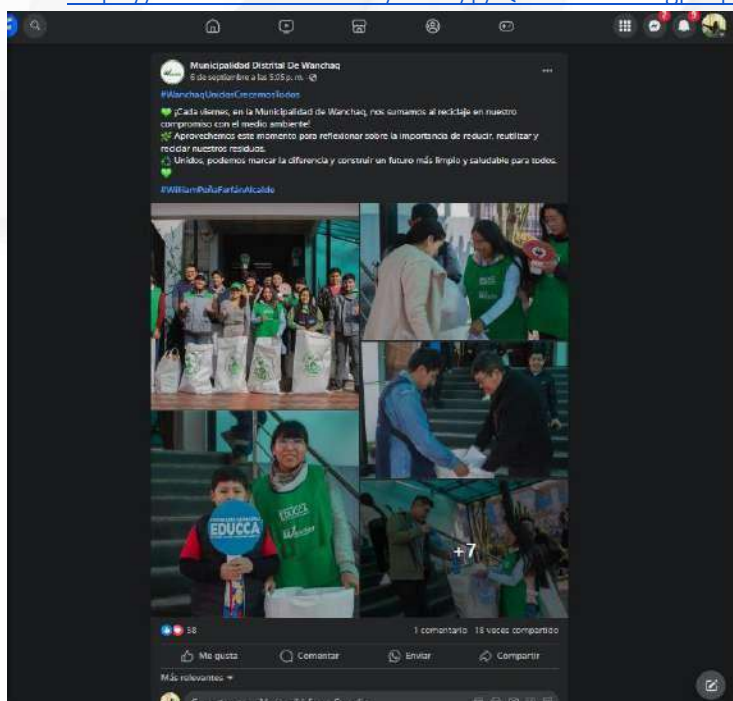 Municipalidad Distrital De Wanchaq
6 de septiembre a las 5:05 p. m.
#WanchaqUnidosCrecemosTodos
💚 ¡Cada viernes, en la Municipalidad de Wanchaq, nos sumamos al reciclaje en nuestro
compromiso con el medio ambiente!
🌿 Aprovechemos este momento para reflexionar sobre la importancia de reducir, reutilizar y
reciclar nuestros residuos.
♻️ Unidos, podemos marcar la diferencia y construir un futuro más limpio y saludable para todos.
💚
#WilliamPeñaFarfánAlcalde
EDUCCA
EDUCCA
Wanchaq
+7
58
1 comentario 18 veces compartido
Me gusta
Comentar
Enviar
Compartir
Más relevantes